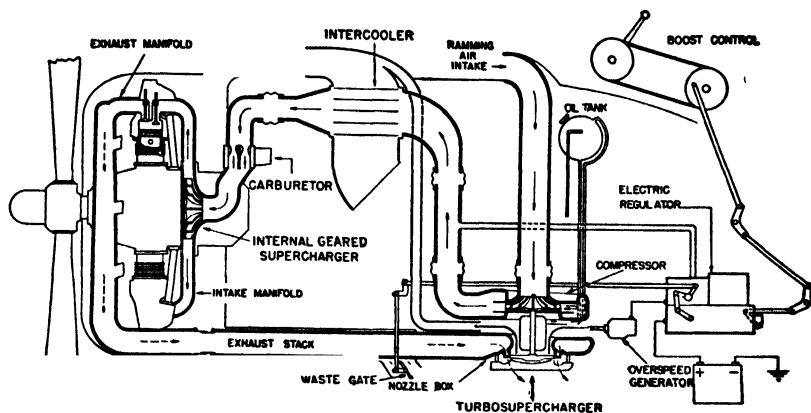 EXHAUST MANIFOLD
INTERCOOLER
RAMMING
AIR
INTAKE
BOOST CONTROL
OIL TANK
CARBURETOR
ELECTRIC
REGULATOR
INTERNAL GEARED
SUPERCHARGER
COMPRESSOR
INTAKE MANIFOLD
EXHAUST STACK
WASTE GATE
NOZZLE BOX
OVERSPEED
GENERATOR
+ −
TURBOSUPERCHARGER